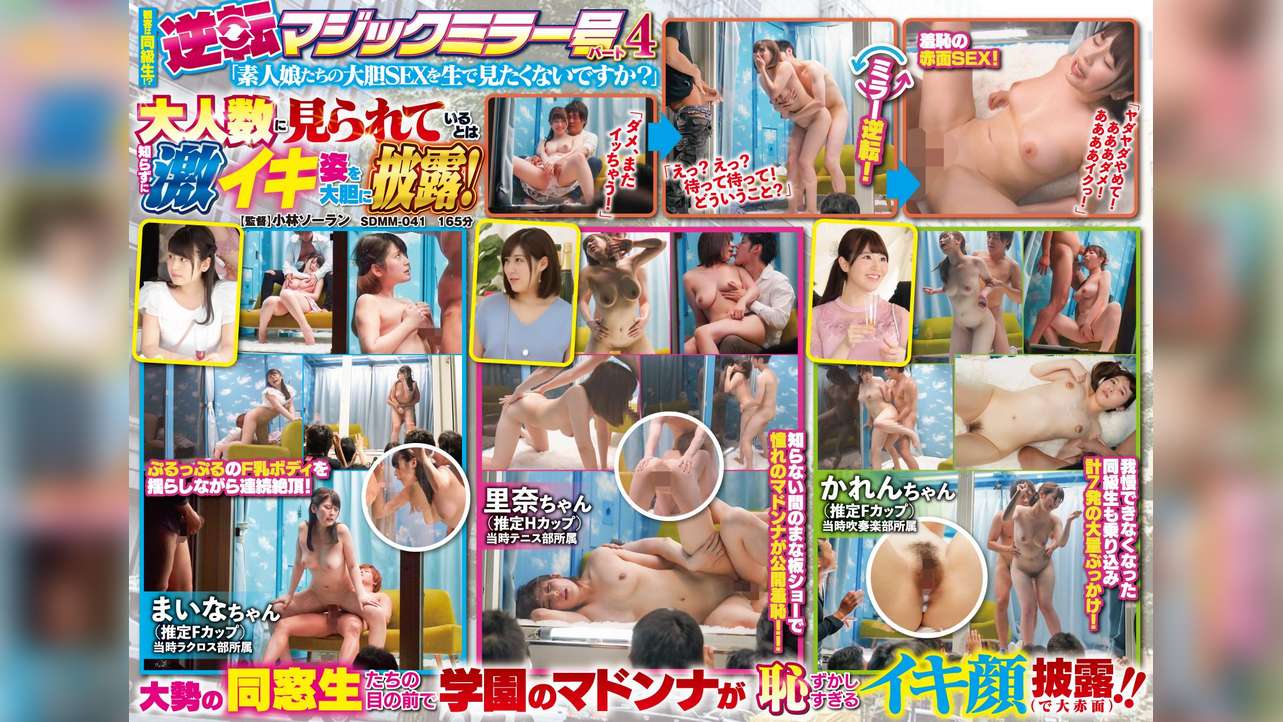 観客は同級生!?
逆転マジックミラー号パート4
「素人娘たちの大胆SEXを生で見たくないですか？」
大人数に見られているとは
知らずに激イキ姿を大胆に披露！
【監督】小林ソーラン　SDMM-041　165分
「ダメ、また
イッちゃう！」
「えっ？えっ？
待って待って！
どういうこと？」
ミラー逆転！
羞恥の
赤面SEX！
「ヤダヤダやめて！
ああああダメ！
ああああイクっ！」
ぷるっぷるのF乳ボディを
揺らしながら連続絶頂！
まいなちゃん
（推定Fカップ）
当時ラクロス部所属
里奈ちゃん
（推定Hカップ）
当時テニス部所属
知らない間のまな板ショーで
憧れのマドンナが公開羞恥！！
かれんちゃん
（推定Fカップ）
当時吹奏楽部所属
我慢できなくなった
同級生も乗り込み
計7発の大量ぶっかけ！
大勢の同窓生たちの目の前で学園のマドンナが恥ずかしすぎるイキ顔披露（で大赤面）！！